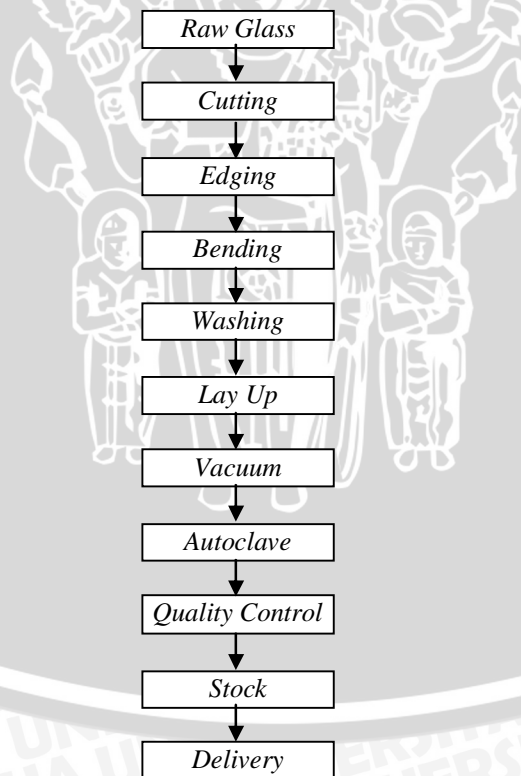 Raw Glass
Cutting
Edging
Bending
Washing
Lay Up
Vacuum
Autoclave
Quality Control
Stock
Delivery